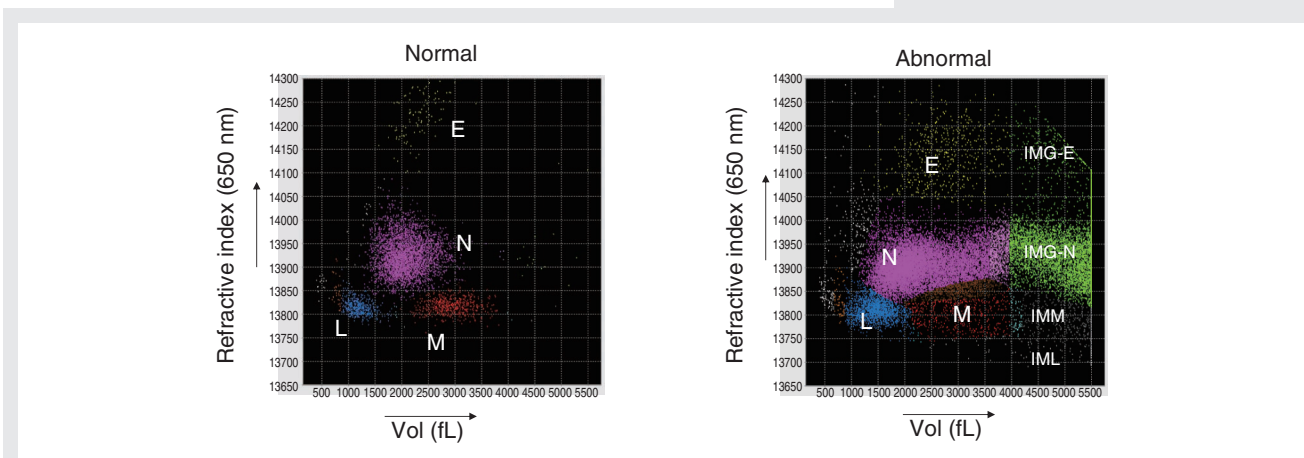 Normal
Refractive index (650 nm)
14300
14250
14200
14150
14100
14050
14000
13950
13900
13850
13800
13750
13700
13650
E
N
L
M
500 1000 1500 2000 2500 3000 3500 4000 4500 5000 5500
Vol (fL)
Abnormal
Refractive index (650 nm)
14300
14250
14200
14150
14100
14050
14000
13950
13900
13850
13800
13750
13700
13650
E
IMG-E
N
IMG-N
L
M
IMM
IML
500 1000 1500 2000 2500 3000 3500 4000 4500 5000 5500
Vol (fL)